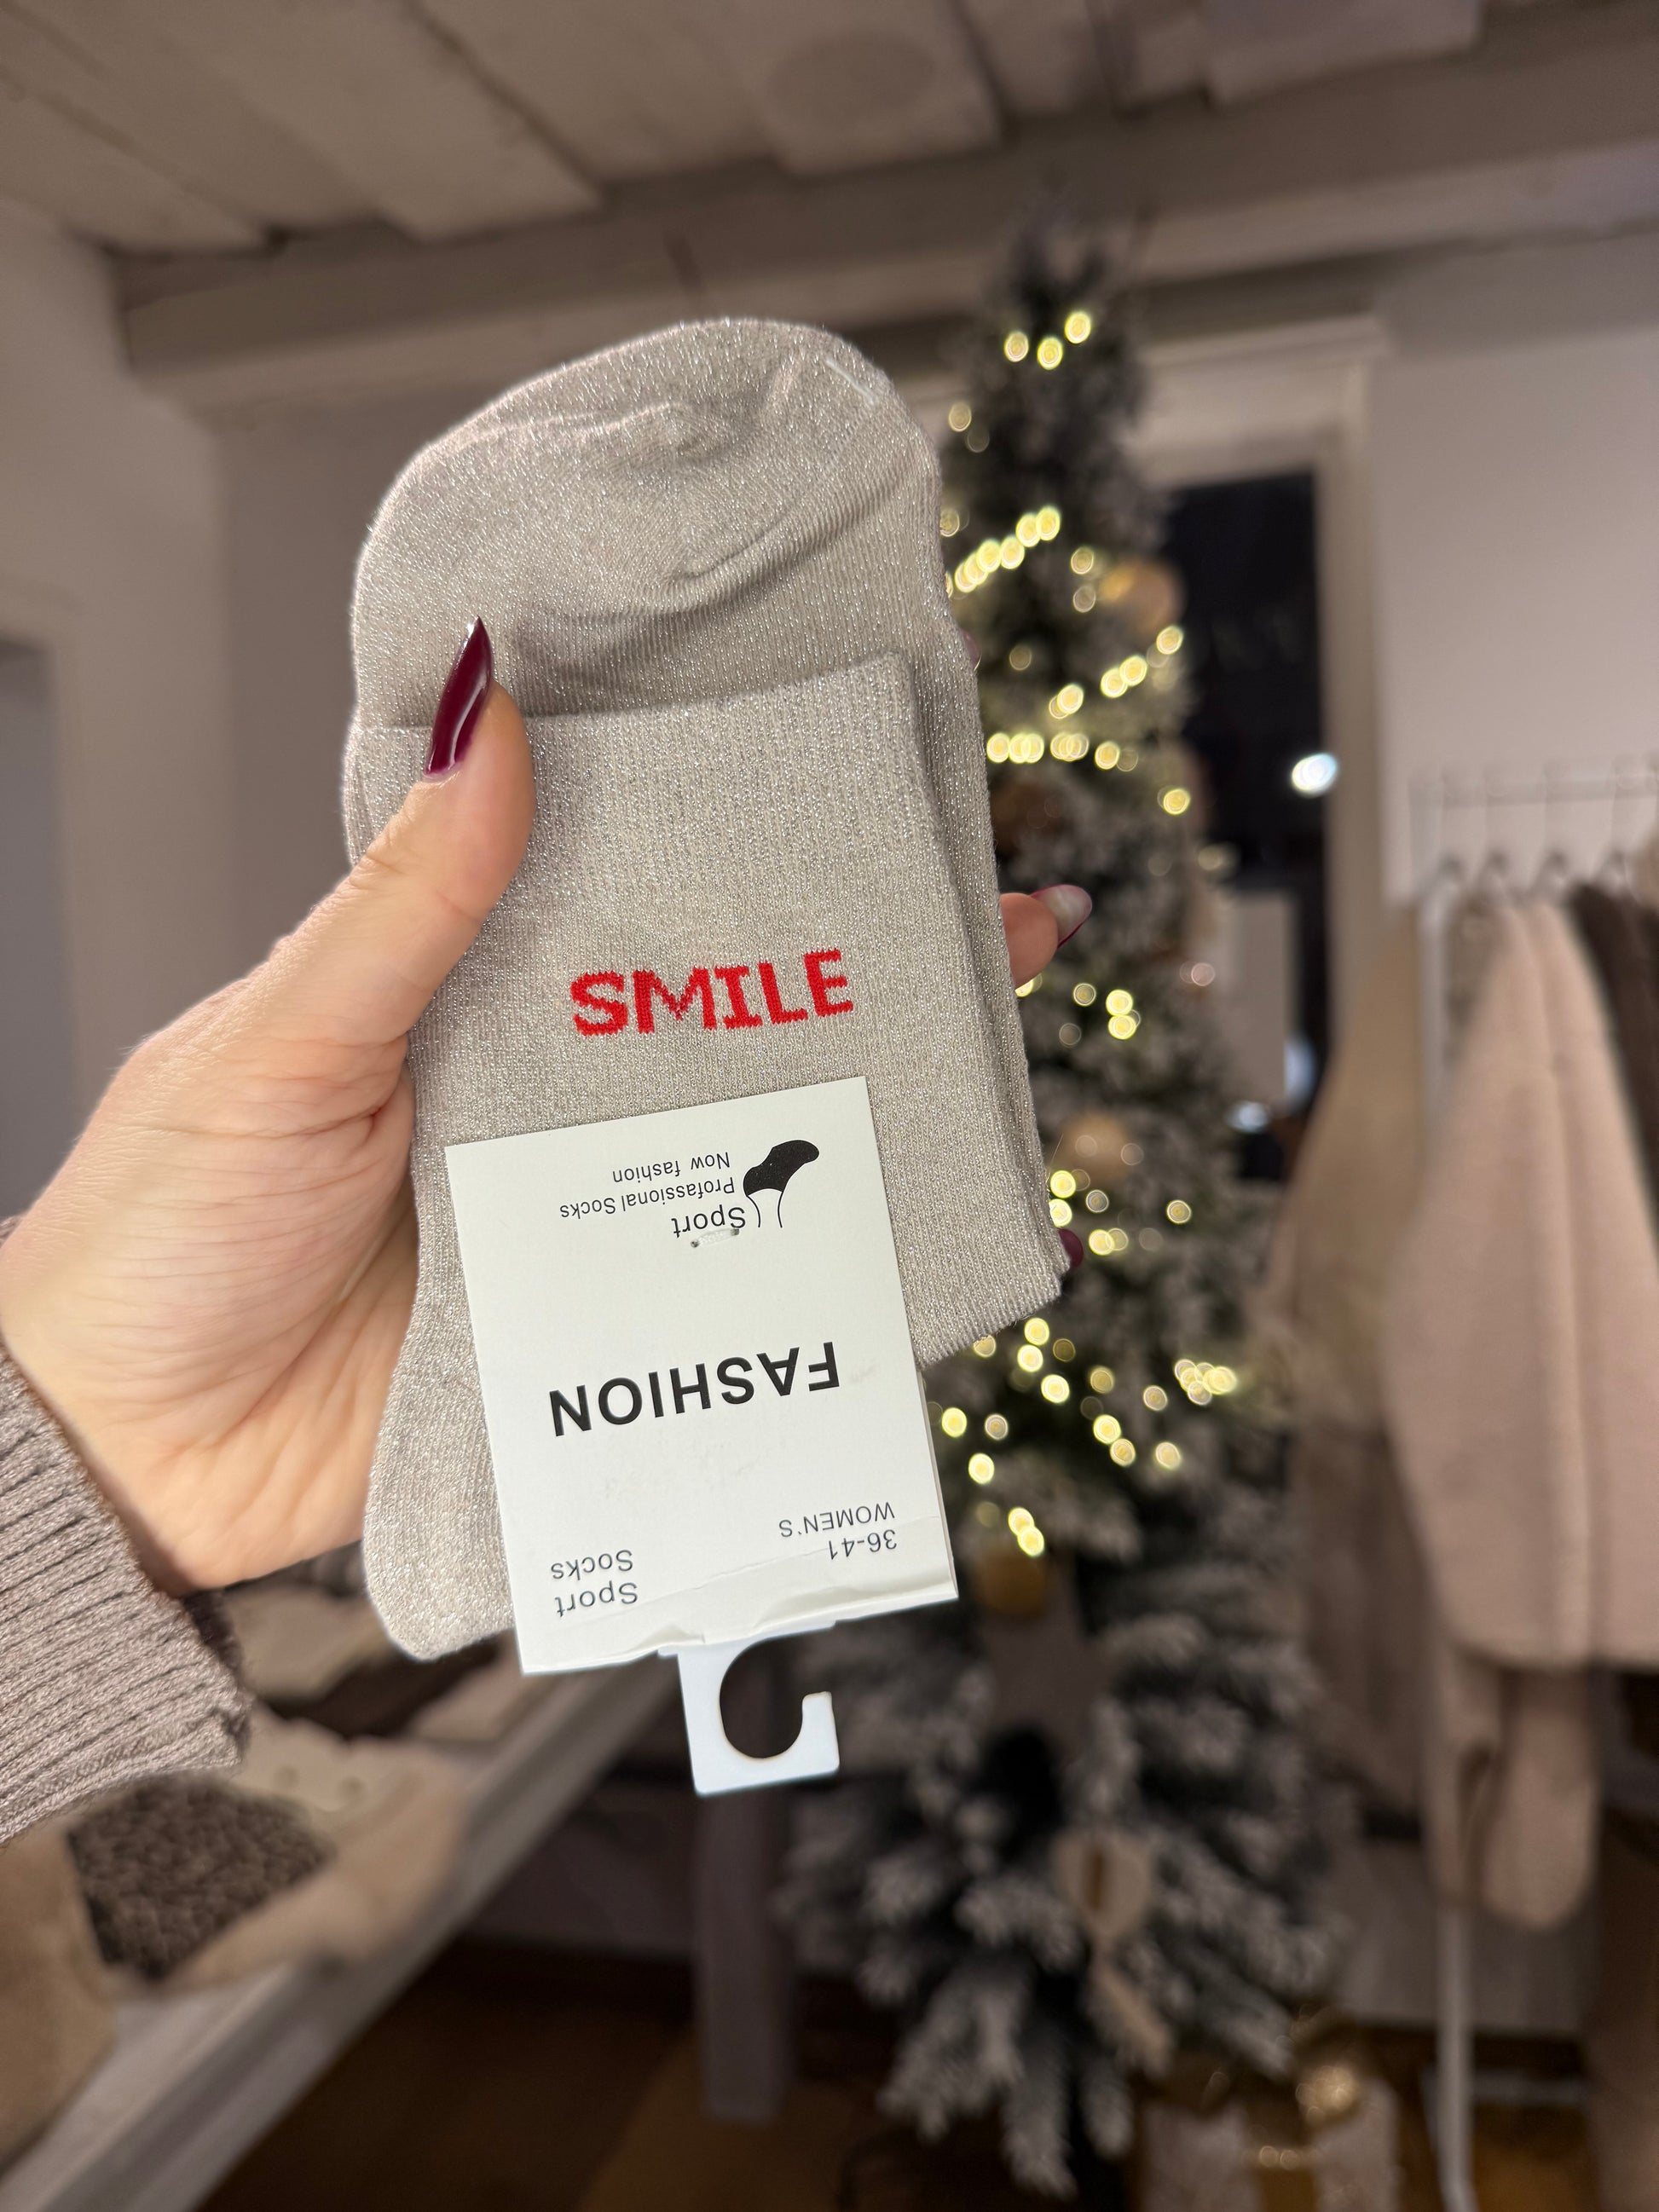 SMILE
Sport
Professional Socks
Now fashion
FASHION
WOMEN'S
36-41
Sport
Socks